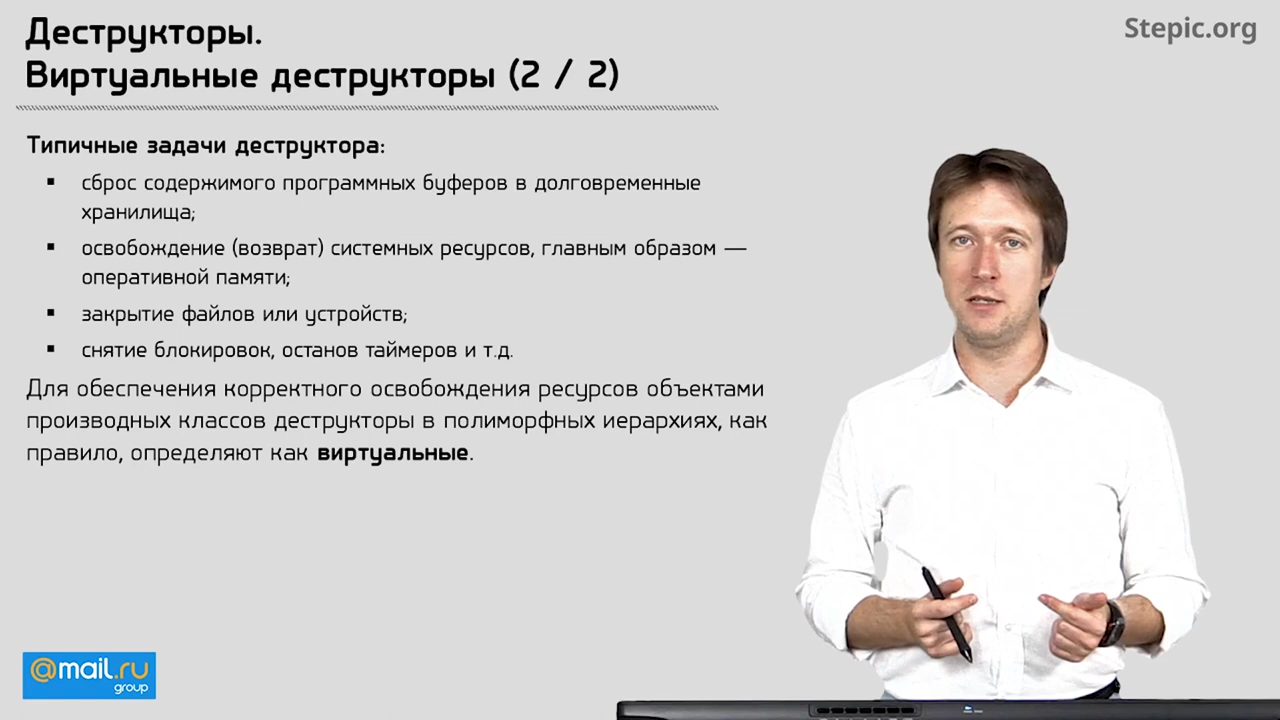 Деструкторы.
Виртуальные деструкторы (2 / 2)
Stepic.org
Типичные задачи деструктора:
▪ сброс содержимого программных буферов в долговременные
хранилища;
▪ освобождение (возврат) системных ресурсов, главным образом —
оперативной памяти;
▪ закрытие файлов или устройств;
▪ снятие блокировок, останов таймеров и т.д.
Для обеспечения корректного освобождения ресурсов объектами
производных классов деструкторы в полиморфных иерархиях, как
правило, определяют как виртуальные.
@mail.ru
group